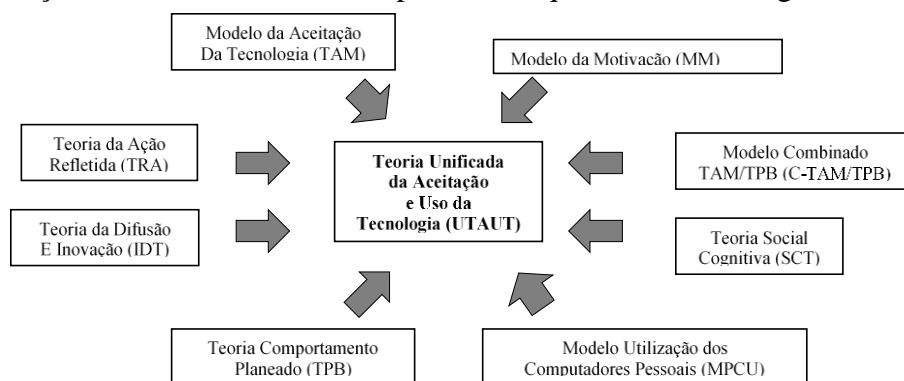 Modelo da Aceitação
Da Tecnologia (TAM)
Modelo da Motivacão (MM)
Teoria da Ação
Refletida (TRA)
Teoria Unificada
da Aceitação
e Uso da
Tecnologia (UTAUT)
Modelo Combinado
TAM/TPB (C-TAM/TPB)
Teoria da Difusão
E Inovação (IDT)
Teoria Social
Cognitiva (SCT)
Teoria Comportamento
Planeado (TPB)
Modelo Utilização dos
Computadores Pessoais (MPCU)